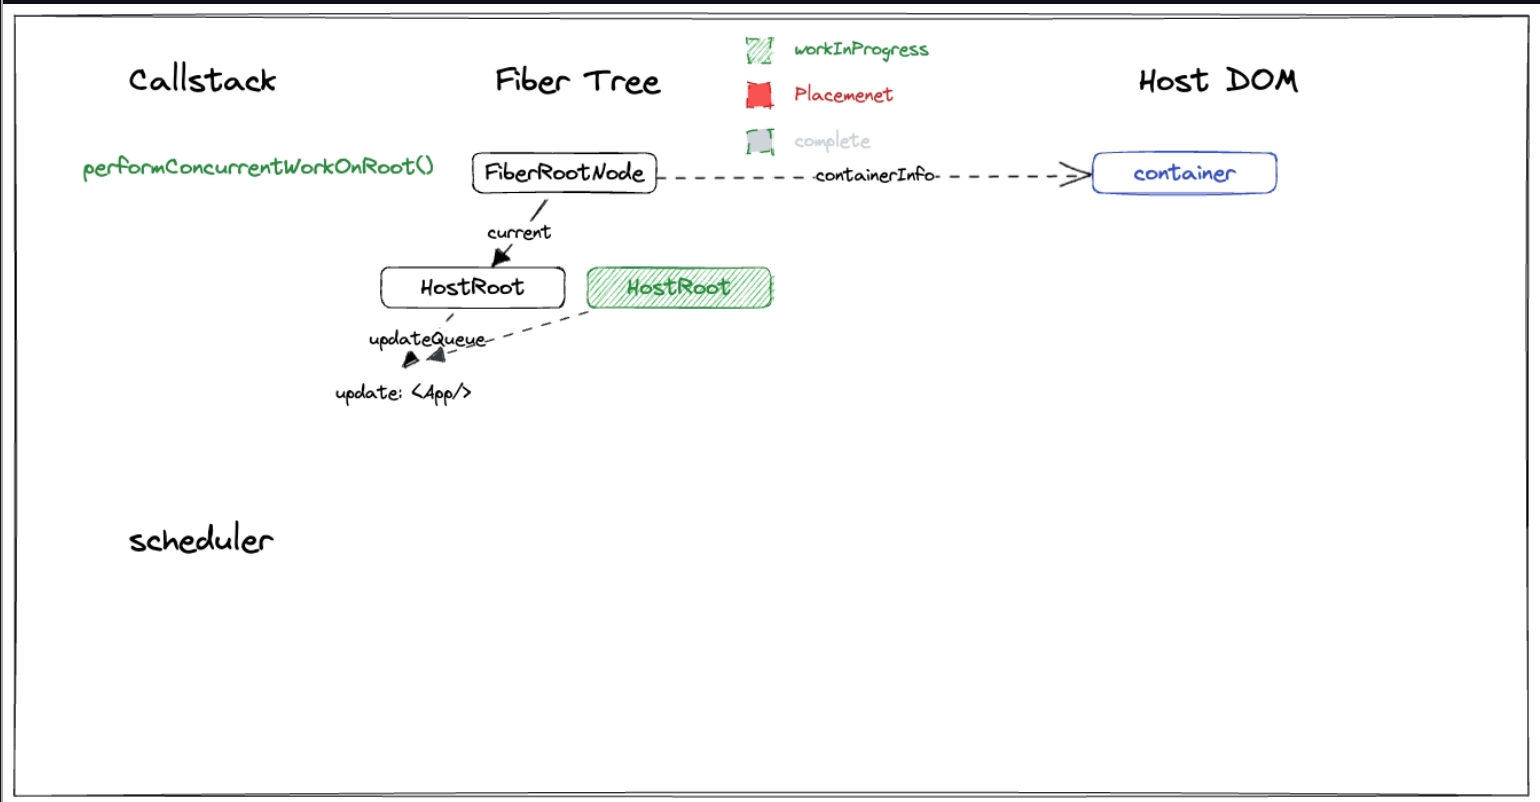 Callstack
Fiber Tree
workInProgress
Placemenet
complete
Host DOM
performConcurrentWorkOnRoot()
FiberRootNode
containerInfo
container
current
HostRoot
HostRoot
updateQueue
update: <App/>
scheduler